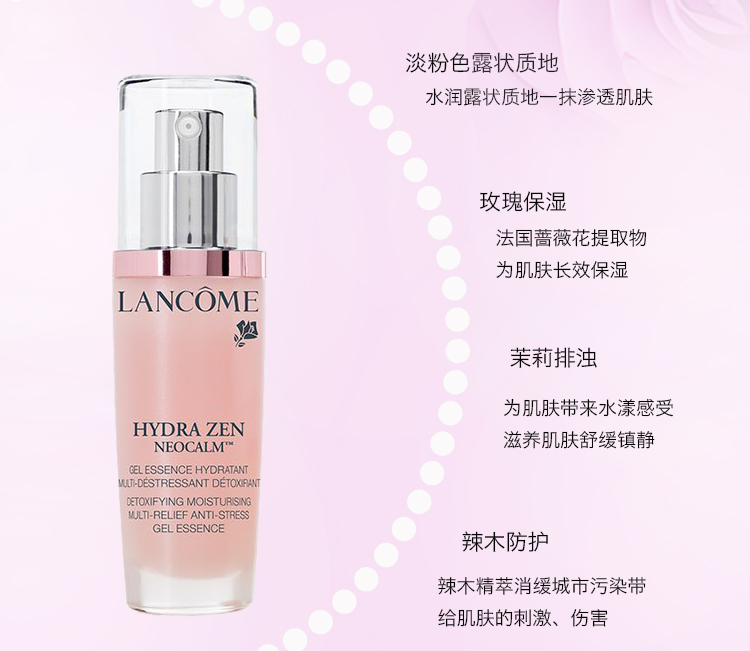 淡粉色露状质地
水润露状质地一抹渗透肌肤
玫瑰保湿
法国蔷薇花提取物
为肌肤长效保湿
茉莉排浊
为肌肤带来水漾感受
滋养肌肤舒缓镇静
辣木防护
辣木精萃消缓城市污染带
给肌肤的刺激、伤害
LANCÔME
HYDRA ZEN
NEOCALM™
GEL ESSENCE HYDRATANT
MULTI-DÉSTRESSANT DÉTOXIFIANT
DETOXIFYING MOISTURISING
MULTI-RELIEF ANTI-STRESS
GEL ESSENCE